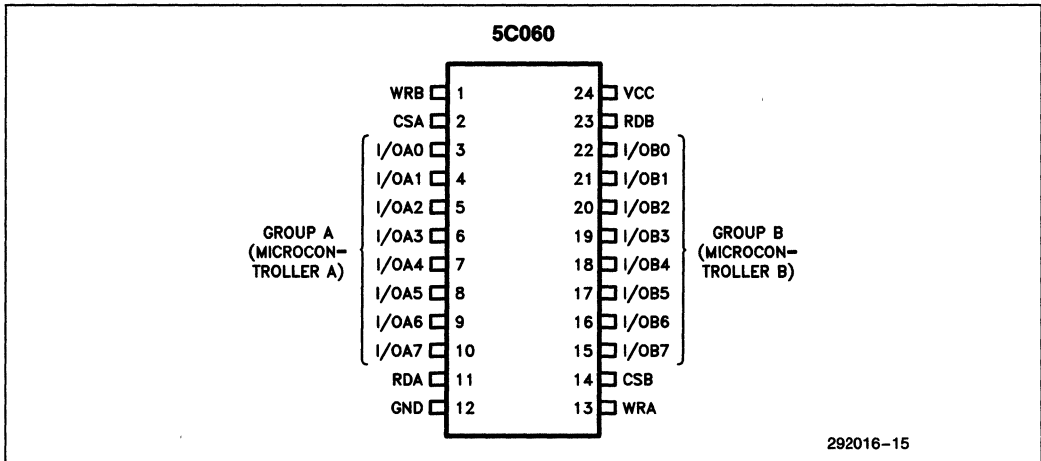 5C060
WRB 1 24 VCC
CSA 2 23 RDB
I/OA0 3 22 I/OB0
I/OA1 4 21 I/OB1
I/OA2 5 20 I/OB2
I/OA3 6 19 I/OB3
I/OA4 7 18 I/OB4
I/OA5 8 17 I/OB5
I/OA6 9 16 I/OB6
I/OA7 10 15 I/OB7
RDA 11 14 CSB
GND 12 13 WRA
GROUP A
(MICROCON-
TROLLER A)
GROUP B
(MICROCON-
TROLLER B)
292016-15